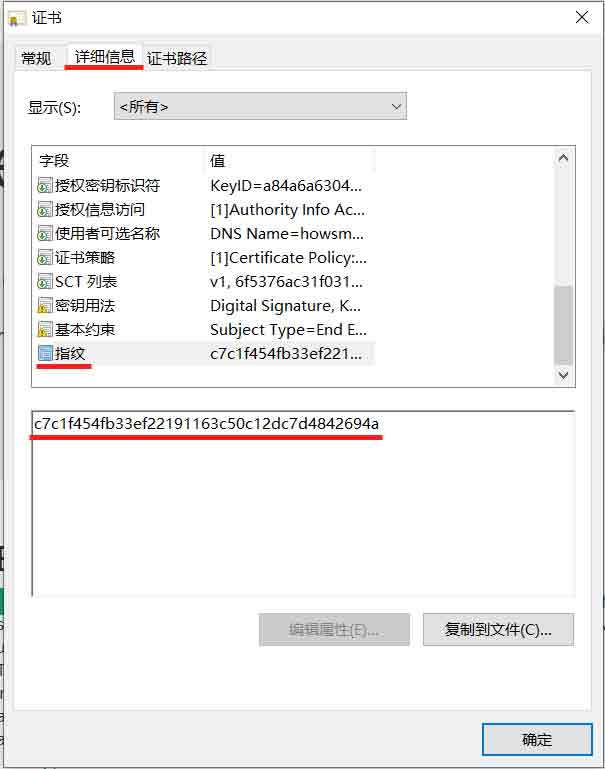 证书
常规 详细信息 证书路径
显示(S): <所有>
字段 值
授权密钥标识符 KeyID=a84a6a6304...
授权信息访问 [1]Authority Info Ac...
使用者可选名称 DNS Name=howsm...
证书策略 [1]Certificate Policy:...
SCT 列表 v1, 6f5376ac31f031...
密钥用法 Digital Signature, K...
基本约束 Subject Type=End E...
指纹 c7c1f454fb33ef221...
c7c1f454fb33ef22191163c50c12dc7d4842694a
编辑属性(E)... 复制到文件(C)...
确定